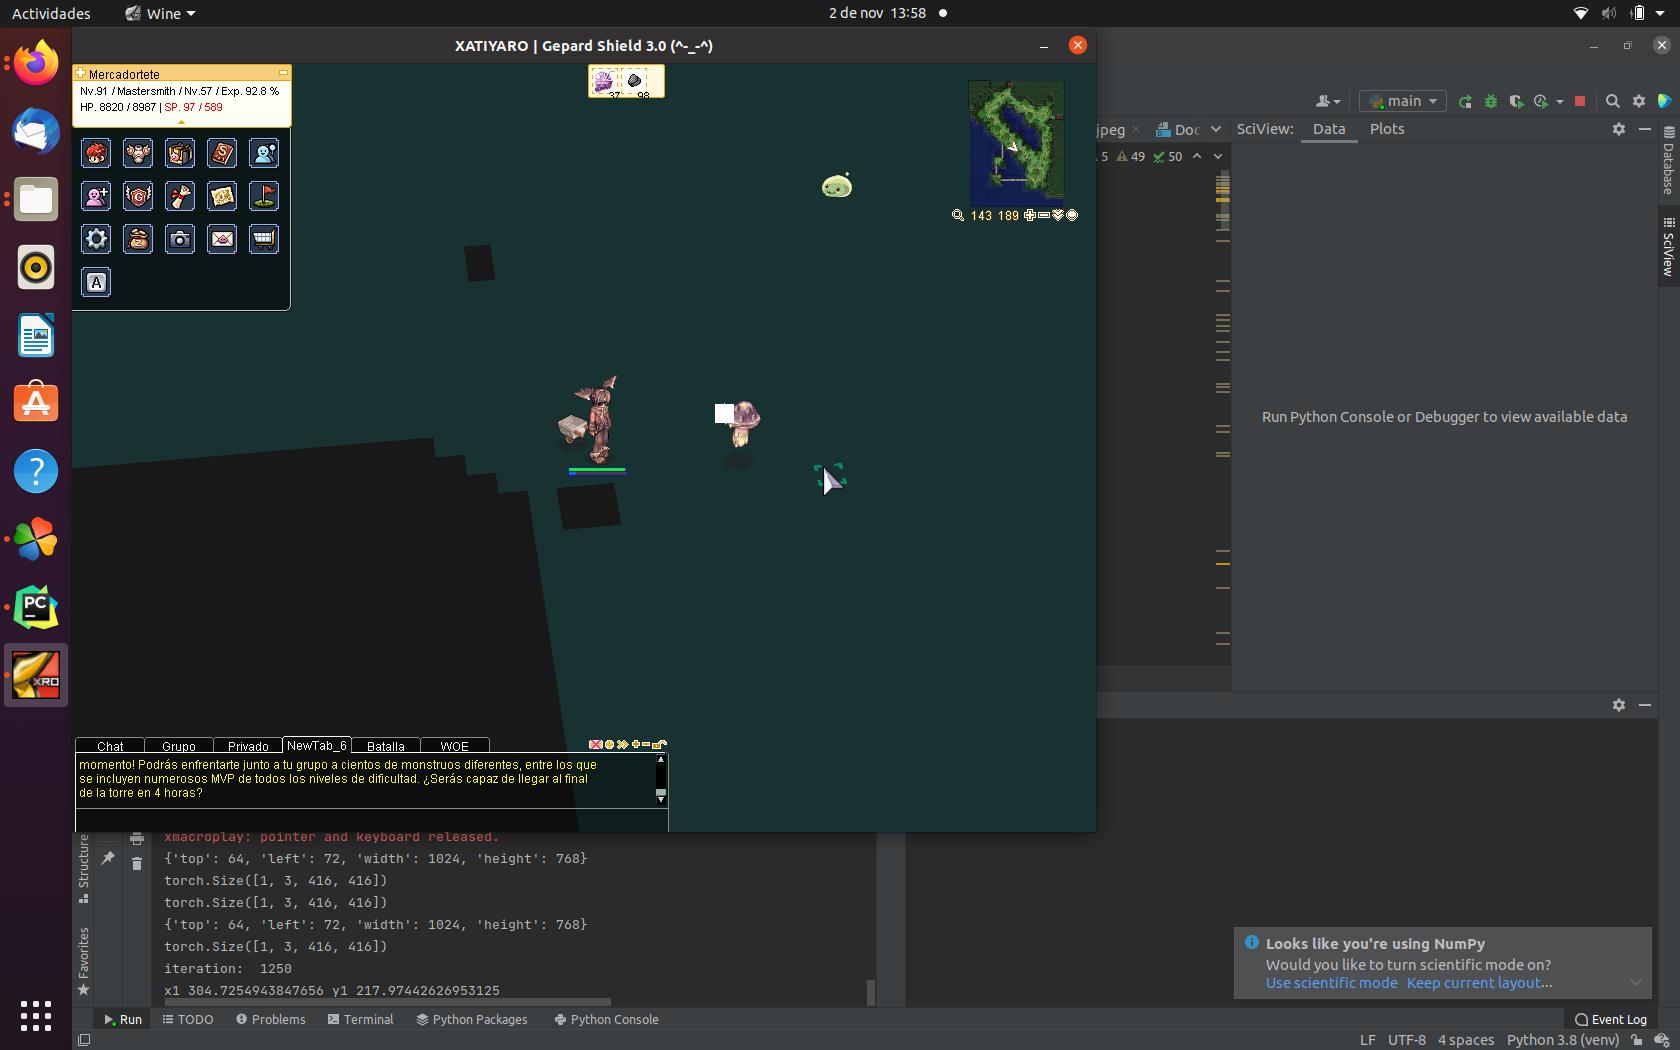 Actividades
Wine
2 de nov 13:58
XATIYARO | Gepard Shield 3.0 (^-_-^)
Mercadortete
Nv.91 / Mastersmith / Nv.57 / Exp. 92.8 %
HP. 8820 / 8987 | SP. 97 / 589
37
98
S
G
Z
A
143 189
main
jpeg
Doc
SciView:
Data
Plots
5
49
50
Database
SciView
Run Python Console or Debugger to view available data
PC
XRO
Chat
Grupo
Privado
NewTab_6
Batalla
WOE
momento! Podrás enfrentarte junto a tu grupo a cientos de monstruos diferentes, entre los que
se incluyen numerosos MVP de todos los niveles de dificultad. ¿Serás capaz de llegar al final
de la torre en 4 horas?
xmacroplay: pointer and keyboard released.
{'top': 64, 'left': 72, 'width': 1024, 'height': 768}
torch.Size([1, 3, 416, 416])
torch.Size([1, 3, 416, 416])
{'top': 64, 'left': 72, 'width': 1024, 'height': 768}
torch.Size([1, 3, 416, 416])
iteration:  1250
x1 304.7254943847656 y1 217.97442626953125
Structure
Favorites
Looks like you're using NumPy
Would you like to turn scientific mode on?
Use scientific mode
Keep current layout...
Run
TODO
Problems
Terminal
Python Packages
Python Console
Event Log
LF
UTF-8
4 spaces
Python 3.8 (venv)